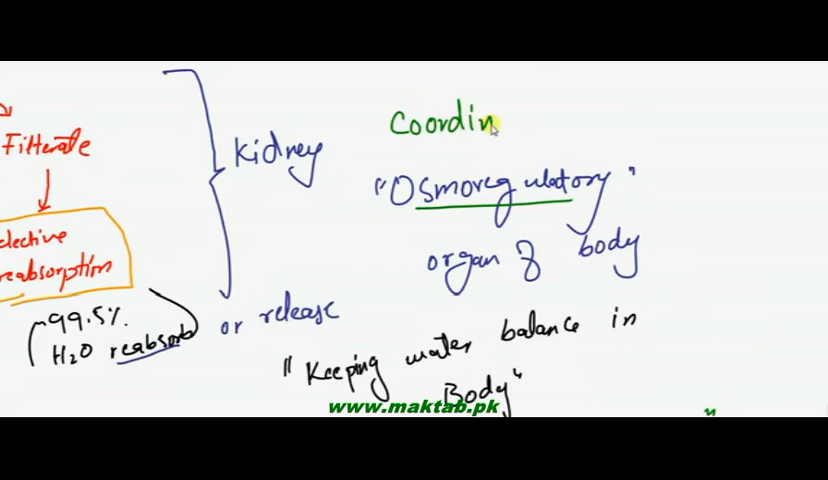 Filterate
elective
reabsorption
99.5%.
H2O reabsorb
Kidney
or release
Coordin
"Osmoregulatory"
organ of body
"Keeping water balance in
Body"
www.maktab.pk